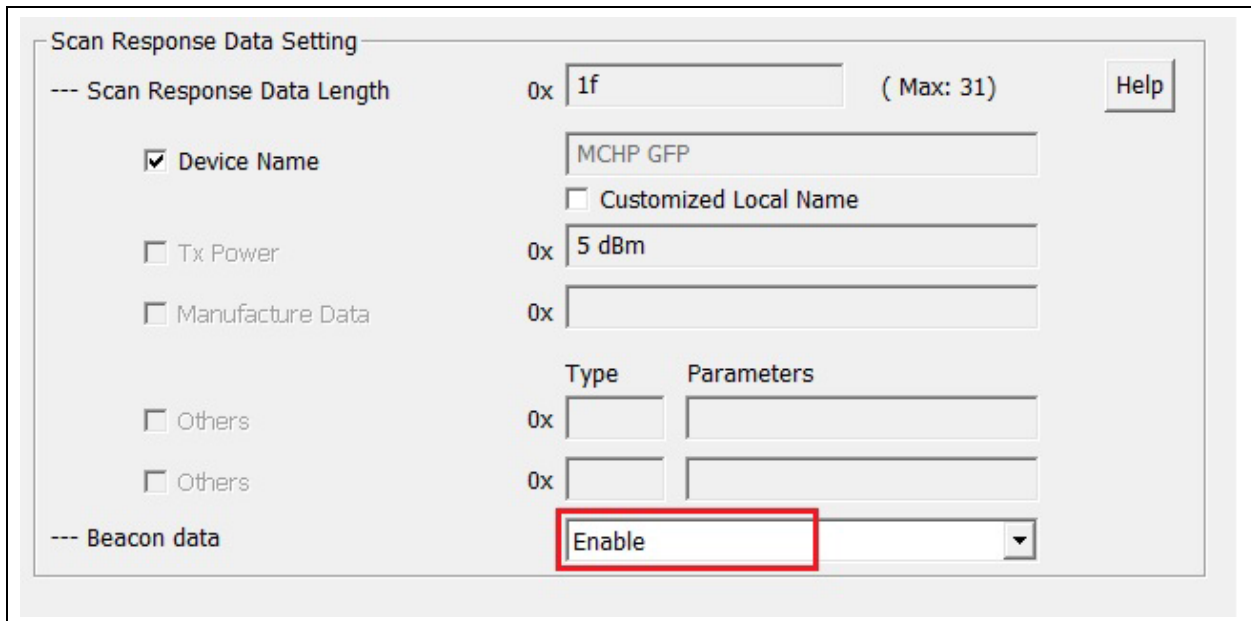 Scan Response Data Setting
--- Scan Response Data Length 0x 1f ( Max: 31) Help
Device Name MCHP GFP
Customized Local Name
Tx Power 0x 5 dBm
Manufacture Data 0x
Type Parameters
Others 0x
Others 0x
--- Beacon data Enable